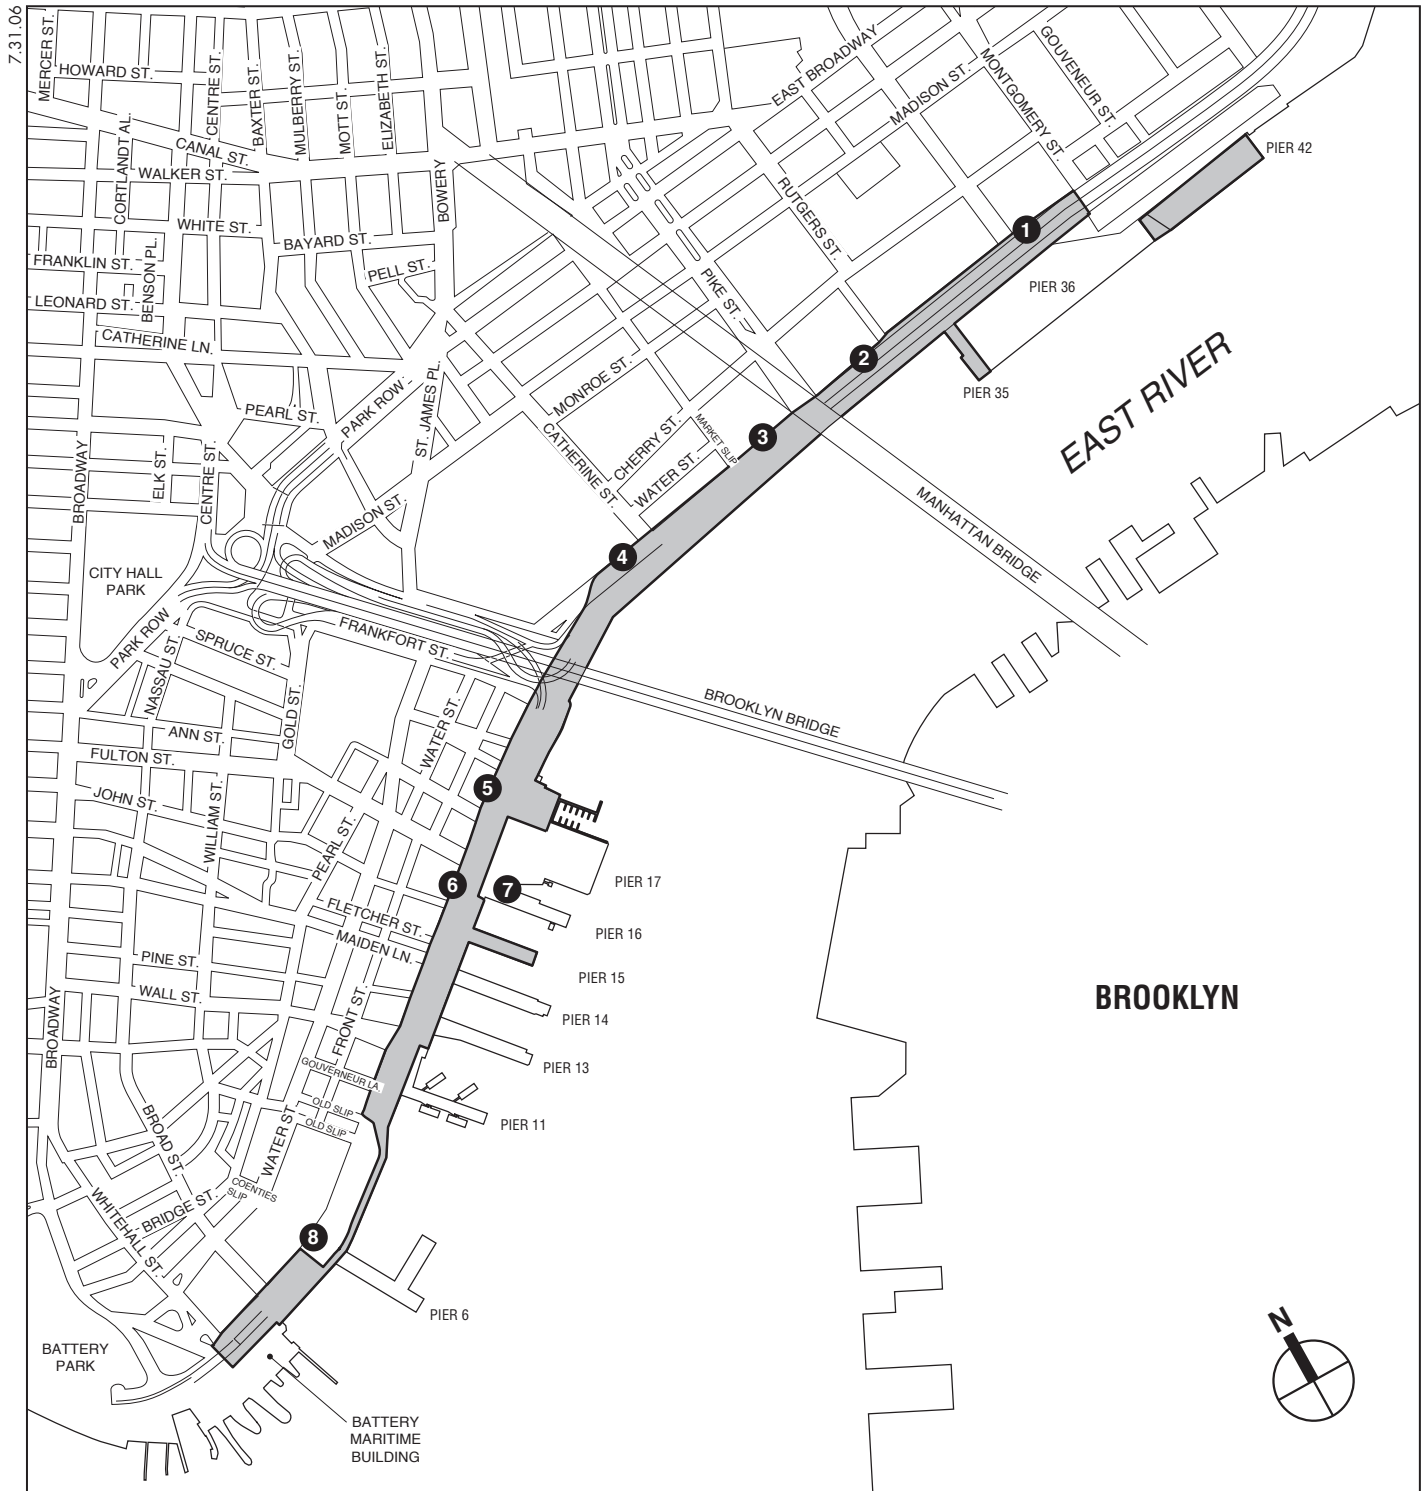 7.31.06
MERCER ST.
HOWARD ST.
CENTRE ST.
BAXTER ST.
MULBERRY ST.
MOTT ST.
ELIZABETH ST.
EAST BROADWAY
MADISON ST.
MONTGOMERY ST.
GOUVENEUR ST.
CORTLANDT AL.
CANAL ST.
WALKER ST.
BOWERY
PIER 42
RUTGERS ST.
WHITE ST.
BAYARD ST.
1
FRANKLIN ST.
BENSON PL.
PELL ST.
PIKE ST.
PIER 36
LEONARD ST.
CATHERINE LN.
2
EAST RIVER
PIER 35
MONROE ST.
PARK ROW
ST. JAMES PL.
PEARL ST.
MARKET SLIP
3
CHERRY ST.
CATHERINE ST.
WATER ST.
BROADWAY
ELK ST.
CENTRE ST.
MADISON ST.
MANHATTAN BRIDGE
4
CITY HALL
PARK
PARK ROW
SPRUCE ST.
FRANKFORT ST.
NASSAU ST.
GOLD ST.
BROOKLYN BRIDGE
WATER ST.
ANN ST.
FULTON ST.
5
JOHN ST.
WILLIAM ST.
PEARL ST.
6
7
PIER 17
FLETCHER ST.
PIER 16
MAIDEN LN.
PINE ST.
PIER 15
WALL ST.
BROOKLYN
BROADWAY
FRONT ST.
PIER 14
PIER 13
GOUVERNEUR LA.
OLD SLIP
OLD SLIP
PIER 11
BROAD ST.
WATER ST.
COENTIES
SLIP
BRIDGE ST.
WHITEHALL ST.
8
PIER 6
BATTERY
PARK
N
BATTERY
MARITIME
BUILDING